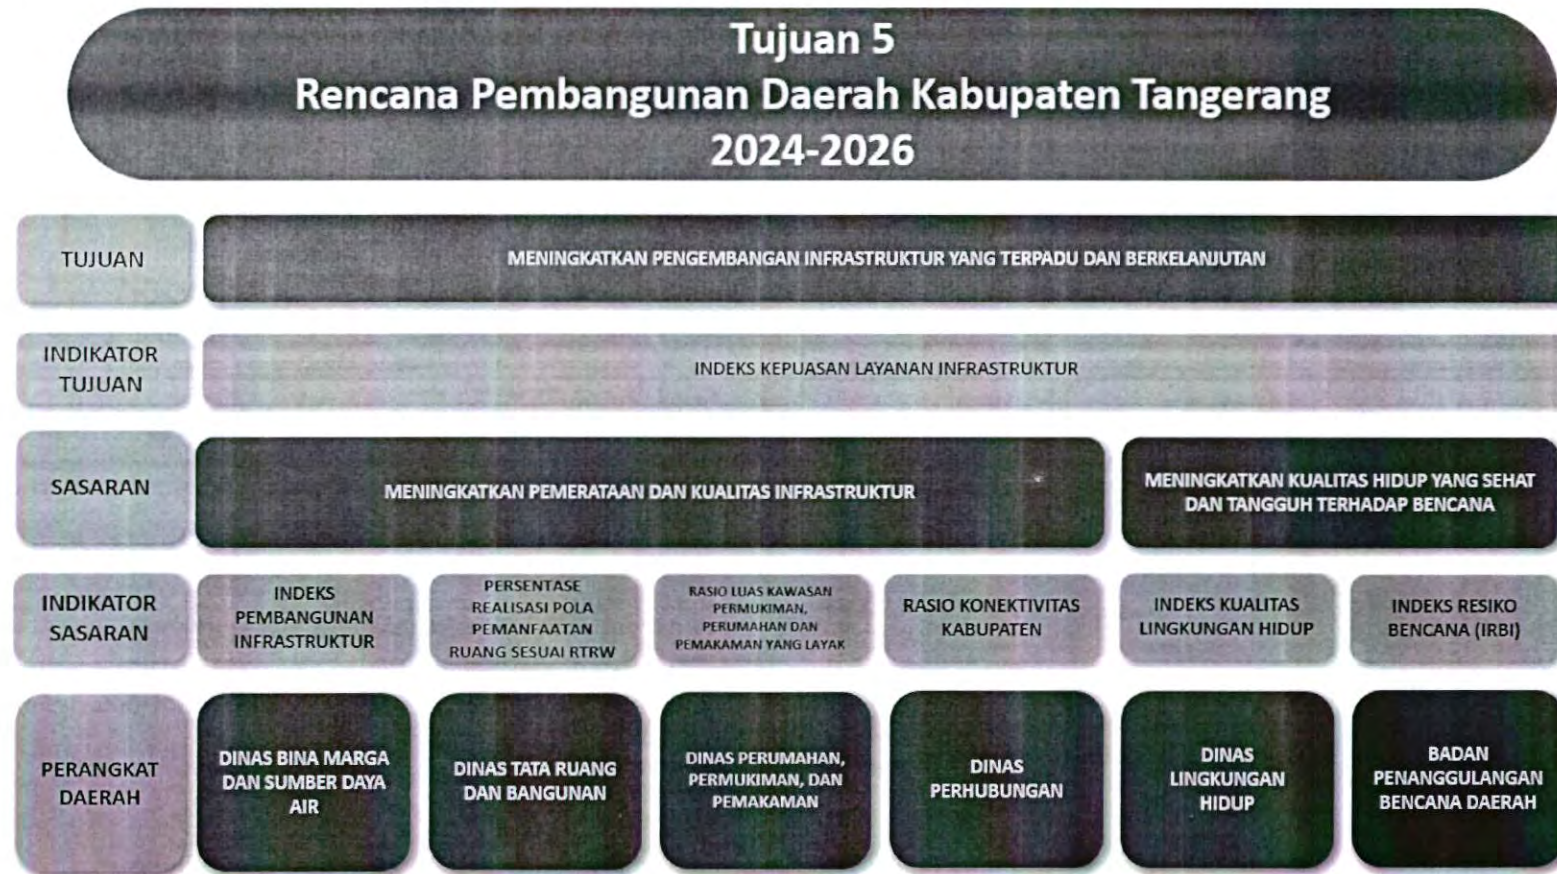 Tujuan 5
Rencana Pembangunan Daerah Kabupaten Tangerang
2024-2026
TUJUAN
MENINGKATKAN PENGEMBANGAN INFRASTRUKTUR YANG TERPADU DAN BERKELANJUTAN
INDIKATOR
TUJUAN
INDEKS KEPUASAN LAYANAN INFRASTRUKTUR
SASARAN
MENINGKATKAN PEMERATAAN DAN KUALITAS INFRASTRUKTUR
MENINGKATKAN KUALITAS HIDUP YANG SEHAT
DAN TANGGUH TERHADAP BENCANA
INDIKATOR
SASARAN
INDEKS
PEMBANGUNAN
INFRASTRUKTUR
PERSENTASE
REALISASI POLA
PEMANFAATAN
RUANG SESUAI RTRW
RASIO LUAS KAWASAN
PERMUKIMAN,
PERUMAHAN DAN
PEMAKAMAN YANG LAYAK
RASIO KONEKTIVITAS
KABUPATEN
INDEKS KUALITAS
LINGKUNGAN HIDUP
INDEKS RESIKO
BENCANA (IRBI)
PERANGKAT
DAERAH
DINAS BINA MARGA
DAN SUMBER DAYA
AIR
DINAS TATA RUANG
DAN BANGUNAN
DINAS PERUMAHAN,
PERMUKIMAN, DAN
PEMAKAMAN
DINAS
PERHUBUNGAN
DINAS
LINGKUNGAN
HIDUP
BADAN
PENANGGULANGAN
BENCANA DAERAH